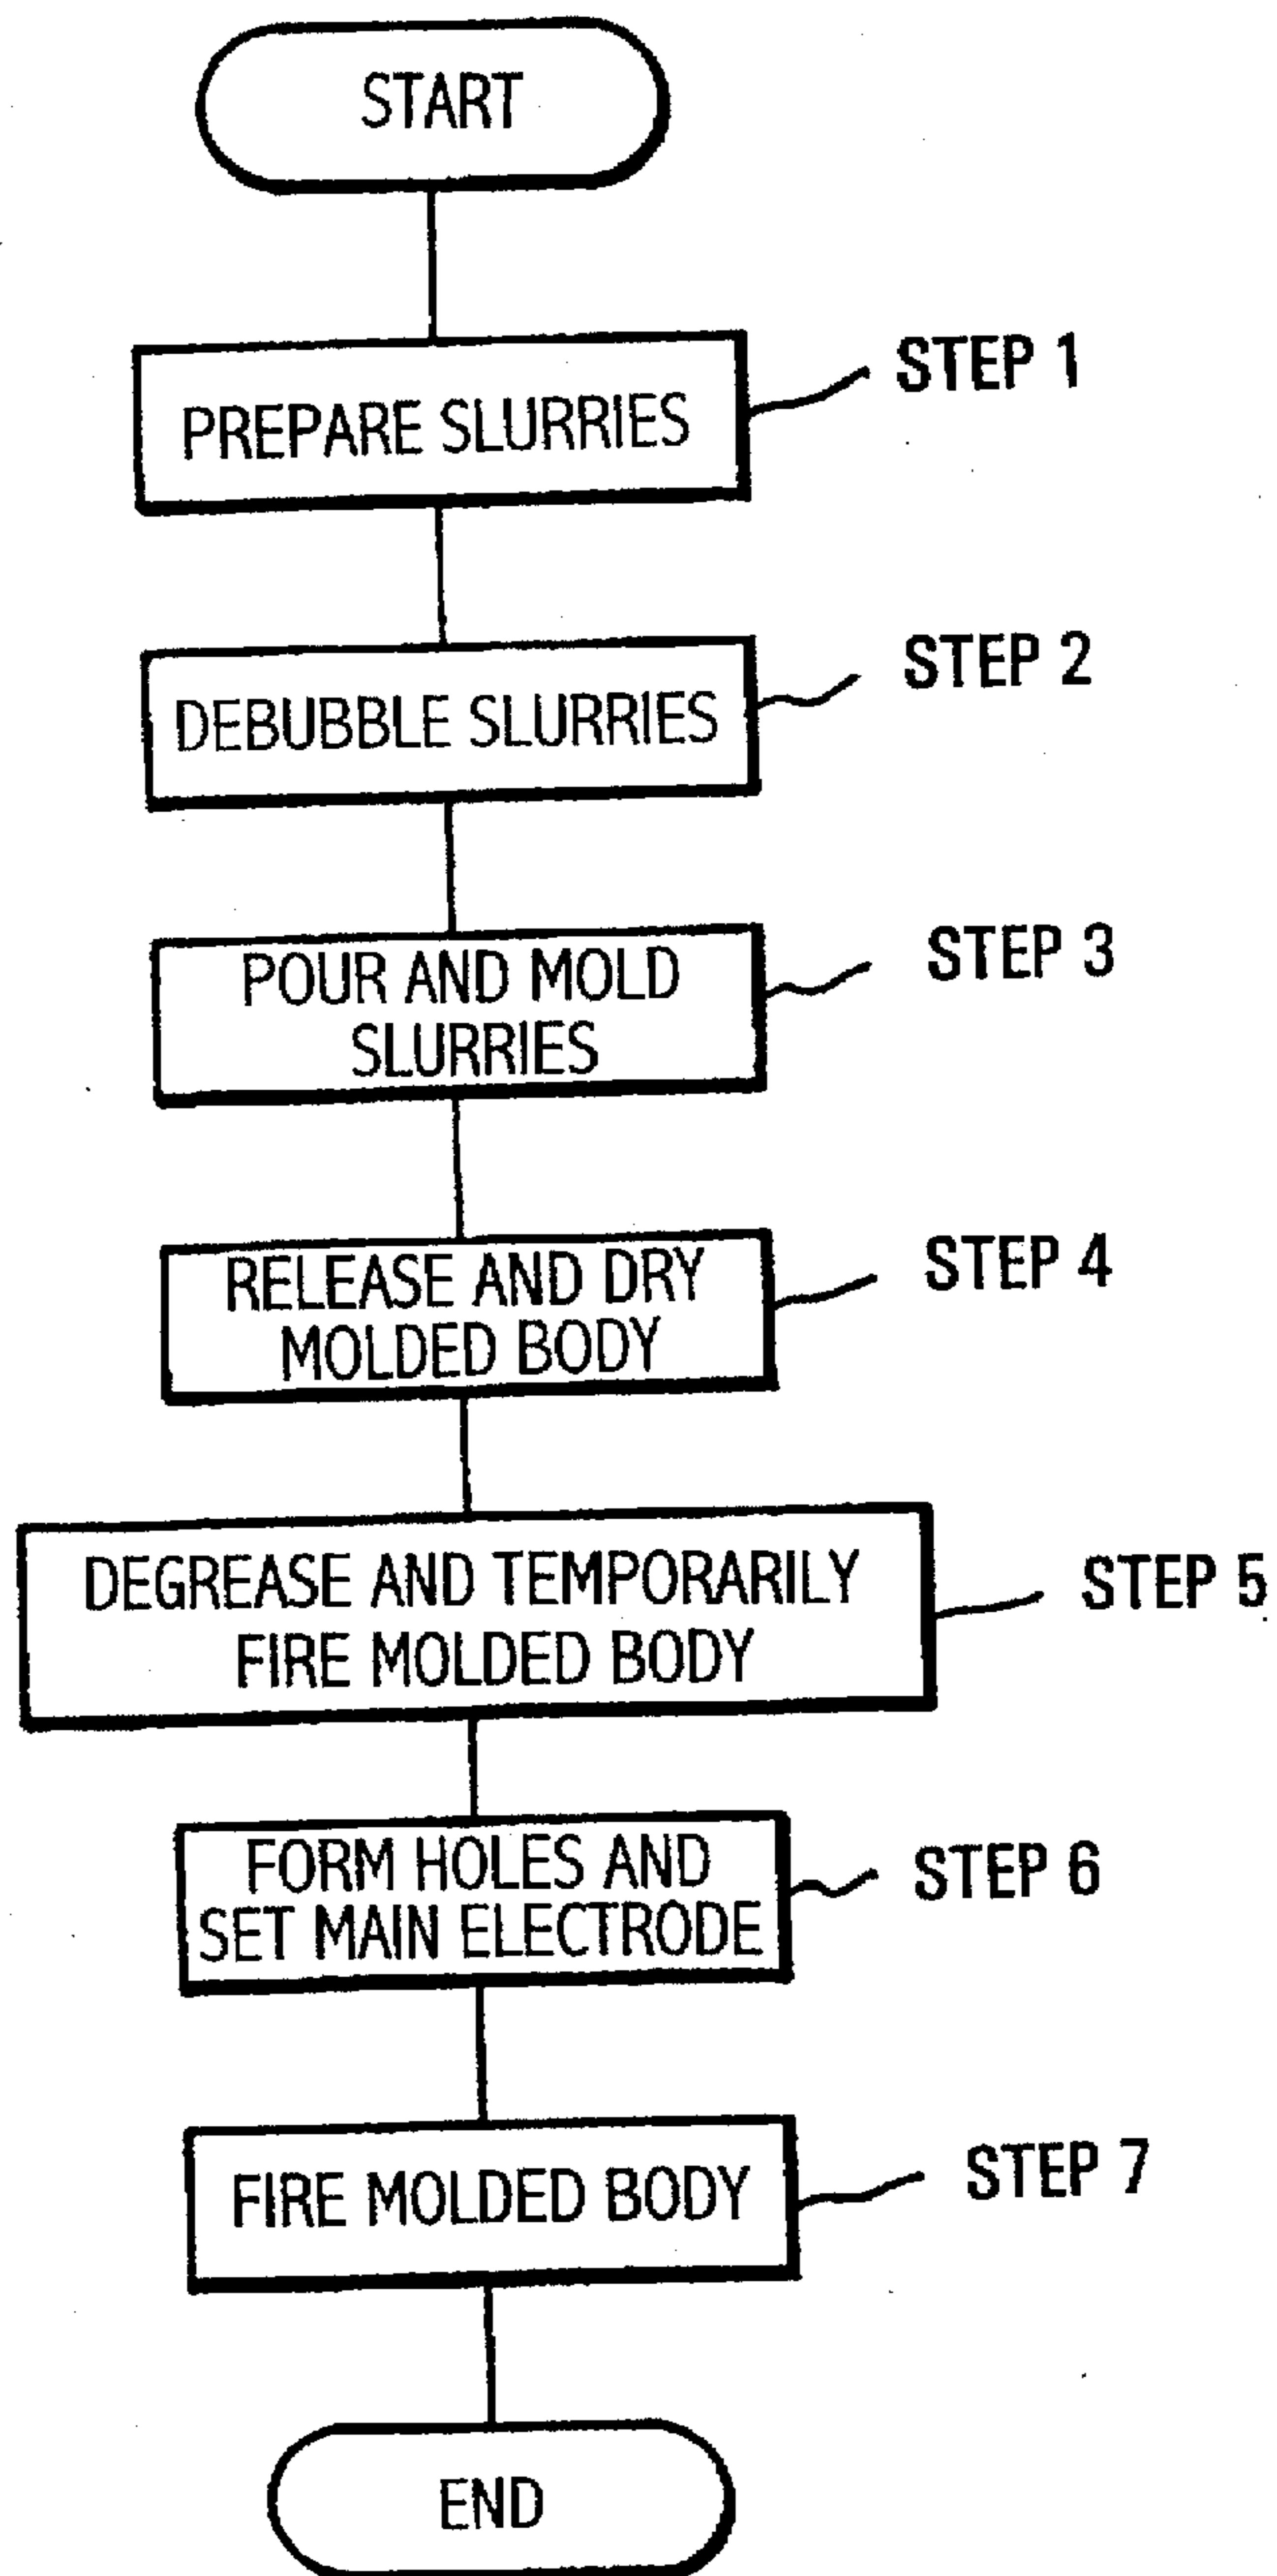 START
PREPARE SLURRIES
STEP 1
DEBUBBLE SLURRIES
STEP 2
POUR AND MOLD
SLURRIES
STEP 3
RELEASE AND DRY
MOLDED BODY
STEP 4
DEGREASE AND TEMPORARILY
FIRE MOLDED BODY
STEP 5
FORM HOLES AND
SET MAIN ELECTRODE
STEP 6
FIRE MOLDED BODY
STEP 7
END